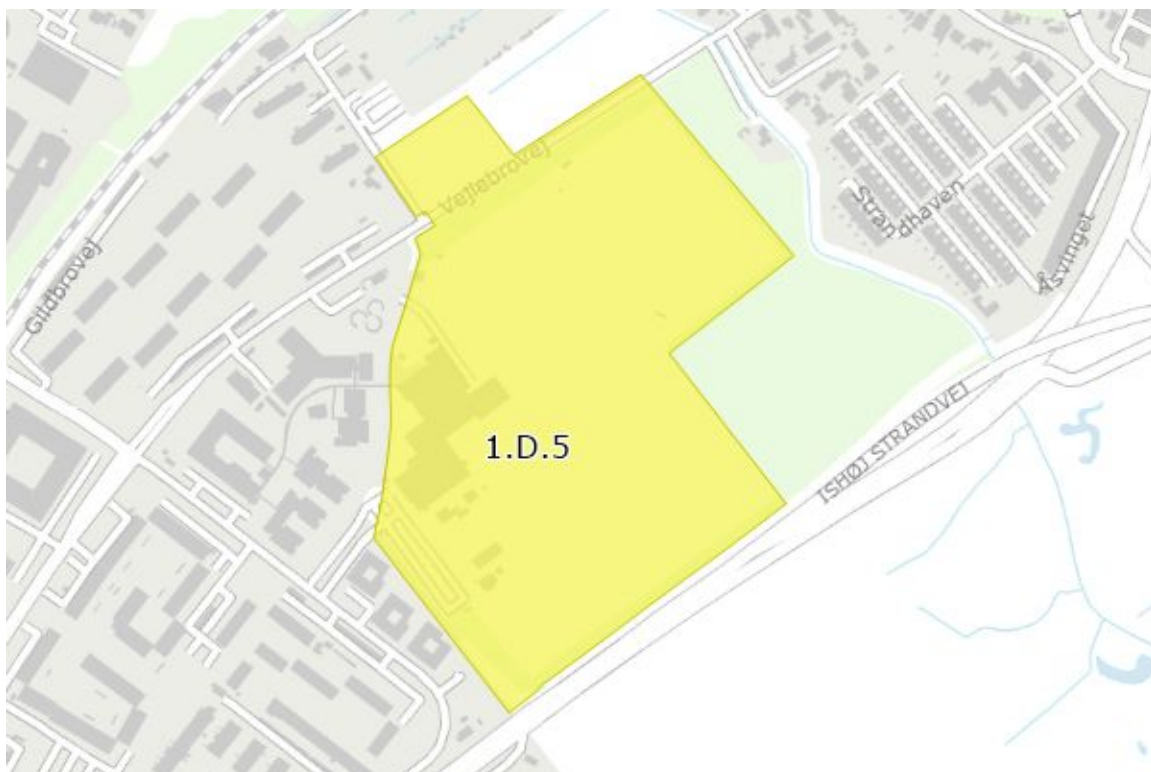 Vejlebrovej
Strandhaven
Åsvinget
Gildbrovej
1.D.5
ISHØJ STRANDVEJ